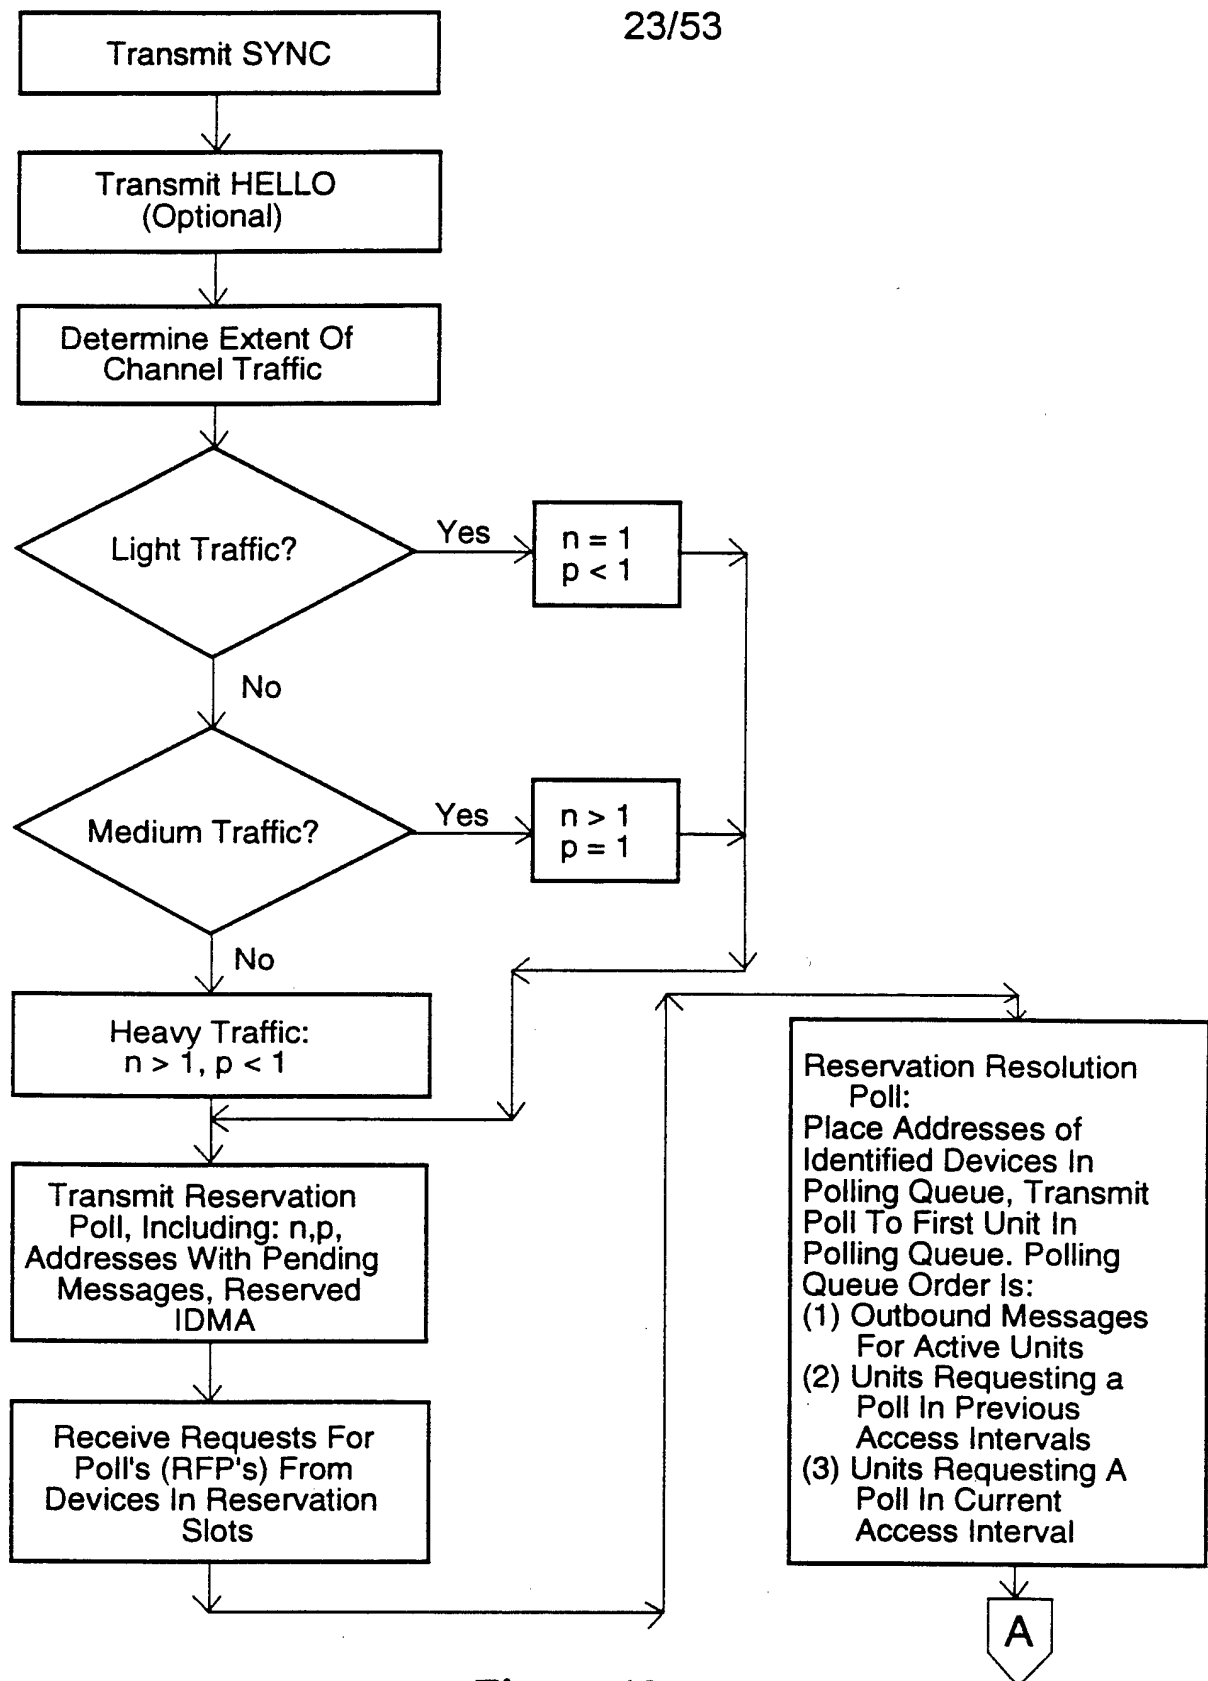 23/53
Transmit SYNC
Transmit HELLO
(Optional)
Determine Extent Of
Channel Traffic
Light Traffic?
Yes
n = 1
p < 1
No
Medium Traffic?
Yes
n > 1
p = 1
No
Heavy Traffic:
n > 1, p < 1
Transmit Reservation
Poll, Including: n,p,
Addresses With Pending
Messages, Reserved
IDMA
Receive Requests For
Poll's (RFP's) From
Devices In Reservation
Slots
Reservation Resolution
Poll:
Place Addresses of
Identified Devices In
Polling Queue, Transmit
Poll To First Unit In
Polling Queue. Polling
Queue Order Is:
(1) Outbound Messages
For Active Units
(2) Units Requesting a
Poll In Previous
Access Intervals
(3) Units Requesting A
Poll In Current
Access Interval
A